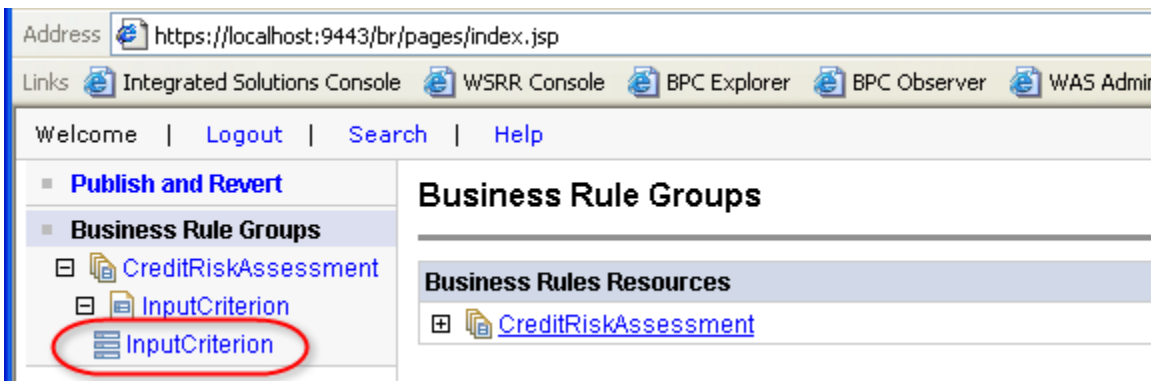 Address https://localhost:9443/br/pages/index.jsp
Links Integrated Solutions Console WSRR Console BPC Explorer BPC Observer WAS Admin
Welcome | Logout | Search | Help
Publish and Revert
Business Rule Groups
CreditRiskAssessment
InputCriterion
InputCriterion
Business Rule Groups
Business Rules Resources
CreditRiskAssessment